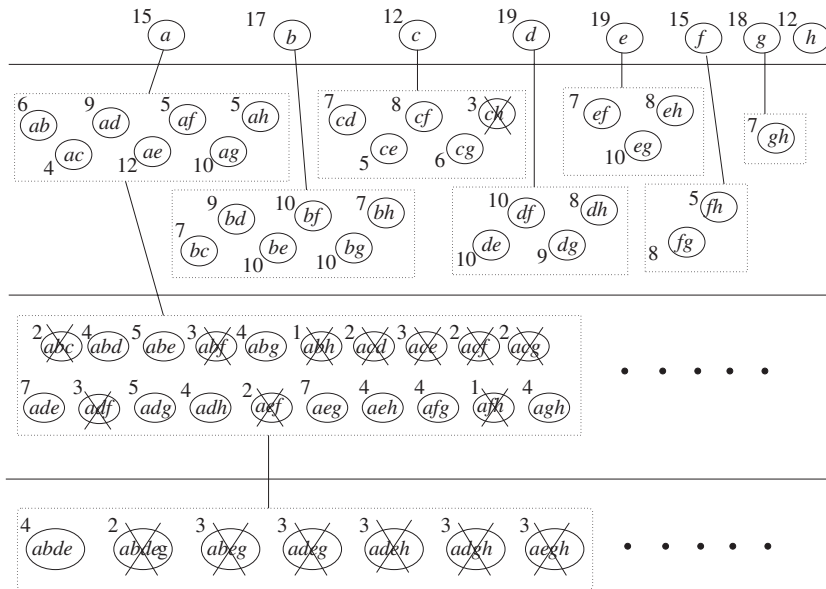 15 a 17 b 12 c 19 d 19 e 15 f 18 g 12 h
6 ab 9 ad 5 af 5 ah 7 cd 8 cf 3 ch 7 ef 8 eh
4 ac 12 ae 10 ag 5 ce 6 cg 10 eg 7 gh
9 bd 10 bf 7 bh 10 df 8 dh 5 fh
7 bc 10 be 10 bg 10 de 9 dg 8 fg
2 abc 4 abd 5 abe 3 abf 4 abg 1 abh 2 acd 3 ace 2 acf 2 acg
7 ade 3 adf 5 adg 4 adh 2 aef 7 aeg 4 aeh 4 afg 1 afh 4 agh
4 abde 2 abdeg 3 abeg 3 adeg 3 adeh 3 adgh 3 aegh